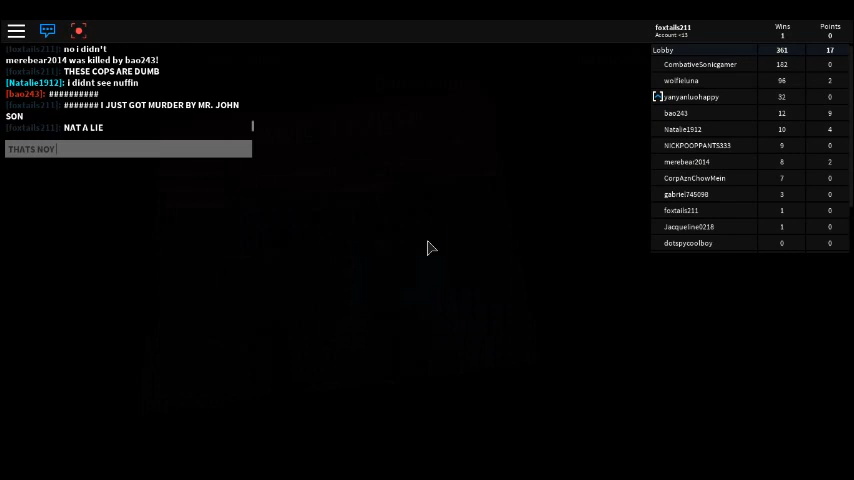 foxtails211
Account <13
Wins
1
Points
0
[foxtails211]: no i didn't
merebear2014 was killed by bao243!
[foxtails211]: THESE COPS ARE DUMB
[Natalie1912]: i didnt see nuffin
[bao243]: ##########
[foxtails211]: ####### I JUST GOT MURDER BY MR. JOHN
SON
[foxtails211]: NAT A LIE
THATS NOY
Lobby 361 17
CombativeSonicgamer 182 0
wolfieluna 96 2
yanyanluohappy 32 0
bao243 12 9
Natalie1912 10 4
NICKPOOPPANTS333 9 0
merebear2014 8 2
CorpAznChowMein 7 0
gabriel745098 3 0
foxtails211 1 0
Jacqueline0218 1 0
dotspycoolboy 0 0